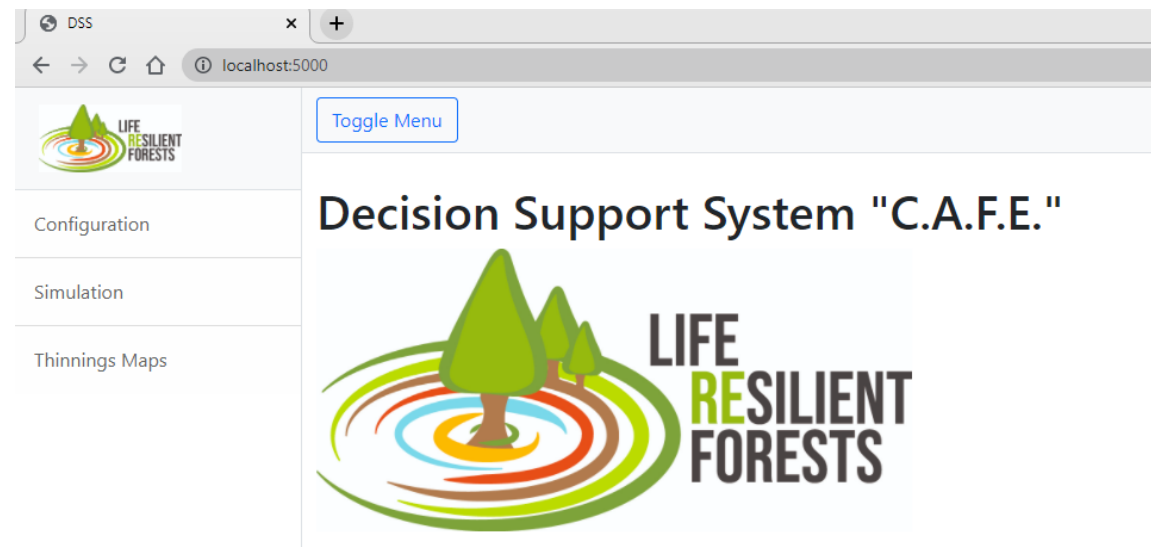 DSS
localhost:5000
LIFE
RESILIENT
FORESTS
Toggle Menu
Configuration
Simulation
Thinnings Maps
Decision Support System "C.A.F.E."
LIFE
RESILIENT
FORESTS